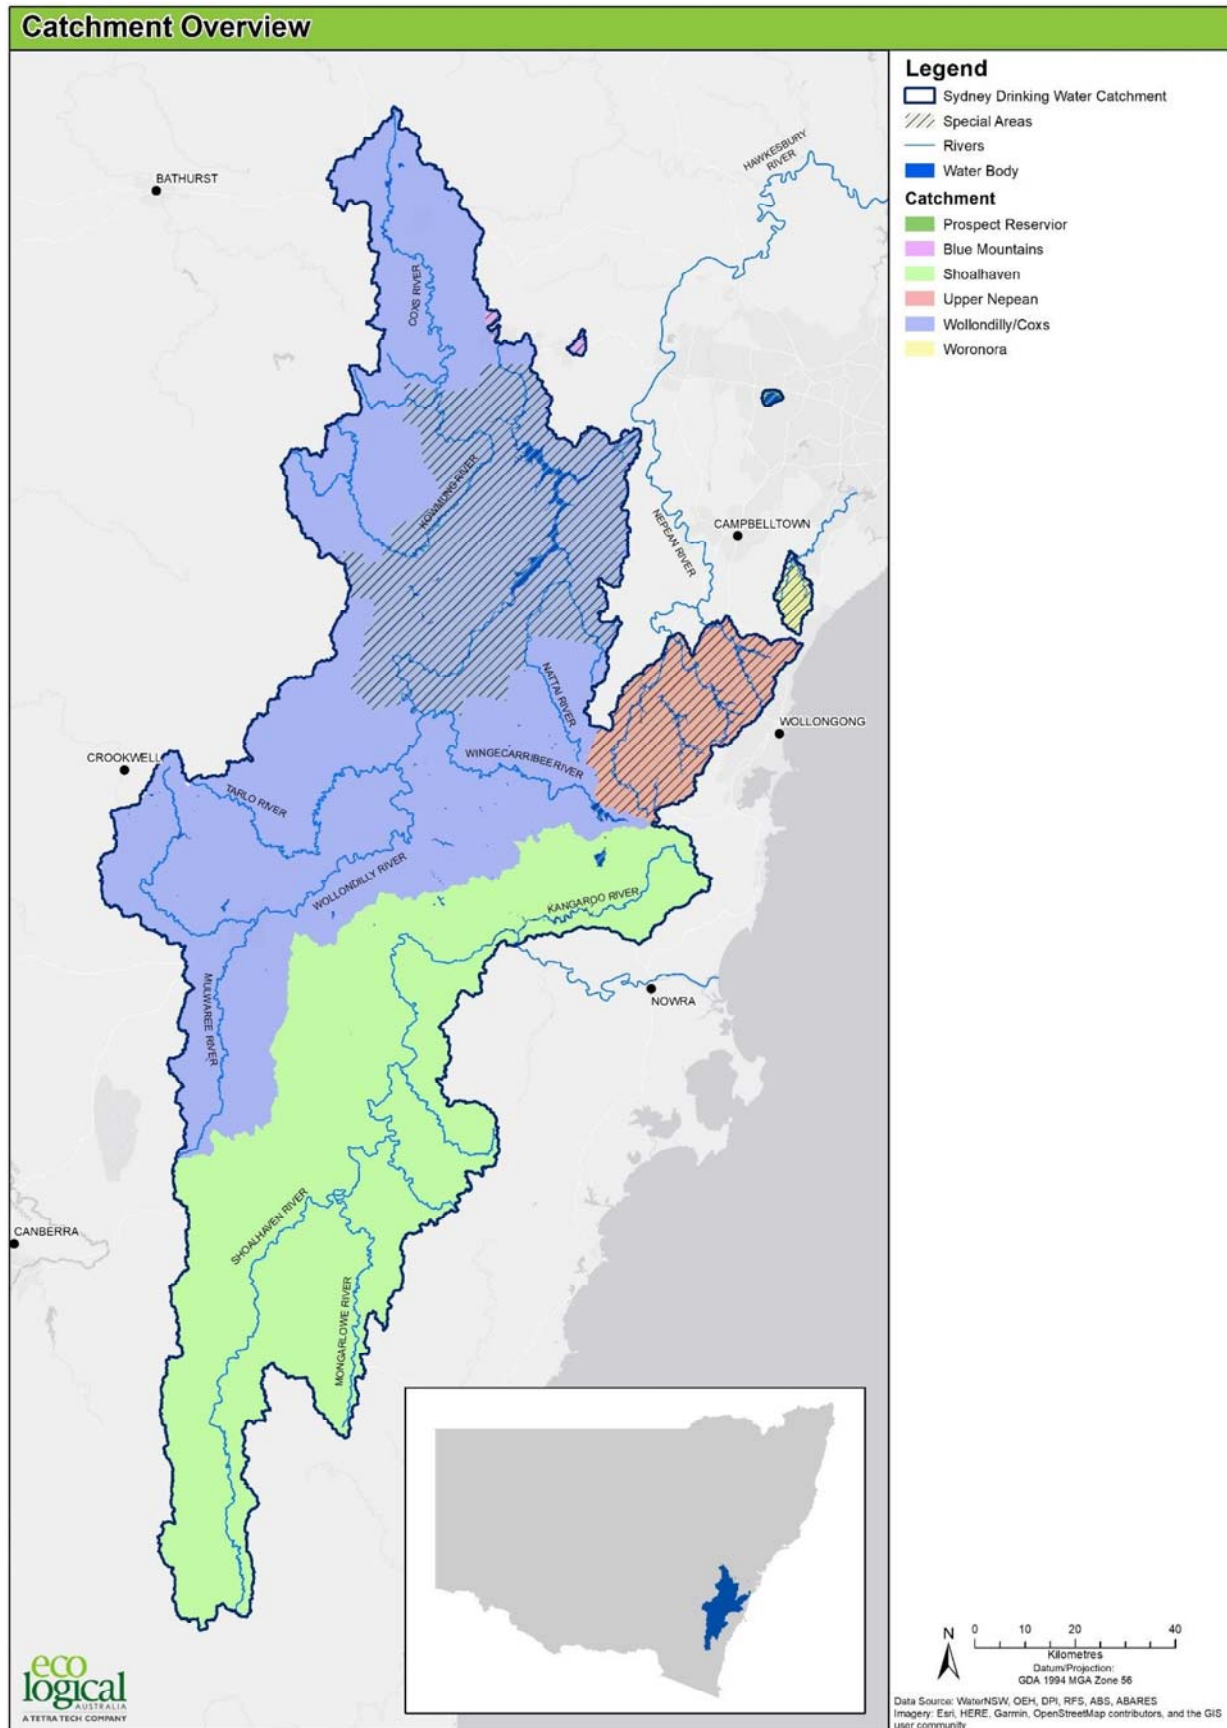 Catchment Overview
Legend
Sydney Drinking Water Catchment
Special Areas
Rivers
Water Body
Catchment
Prospect Reservior
Blue Mountains
Shoalhaven
Upper Nepean
Wollondilly/Coxs
Woronora
HAWKESBURY
RIVER
BATHURST
COXS RIVER
KOWMUNG RIVER
NEPEAN RIVER
CAMPBELLTOWN
NATTAI RIVER
WOLLONGONG
CROOKWELL
WINGECARRIBEE RIVER
TARLO RIVER
WOLLONDILLY RIVER
KANGAROO RIVER
MULWAREE RIVER
NOWRA
SHOALHAVEN RIVER
CANBERRA
MONGARLOWE RIVER
eco
logical
AUSTRALIA
A TETRA TECH COMPANY
N
0 10 20 40
Kilometres
Datum/Projection:
GDA 1994 MGA Zone 56
Data Source: WaterNSW, OEH, DPI, RFS, ABS, ABARES
Imagery: Esri, HERE, Garmin, OpenStreetMap contributors, and the GIS
user community